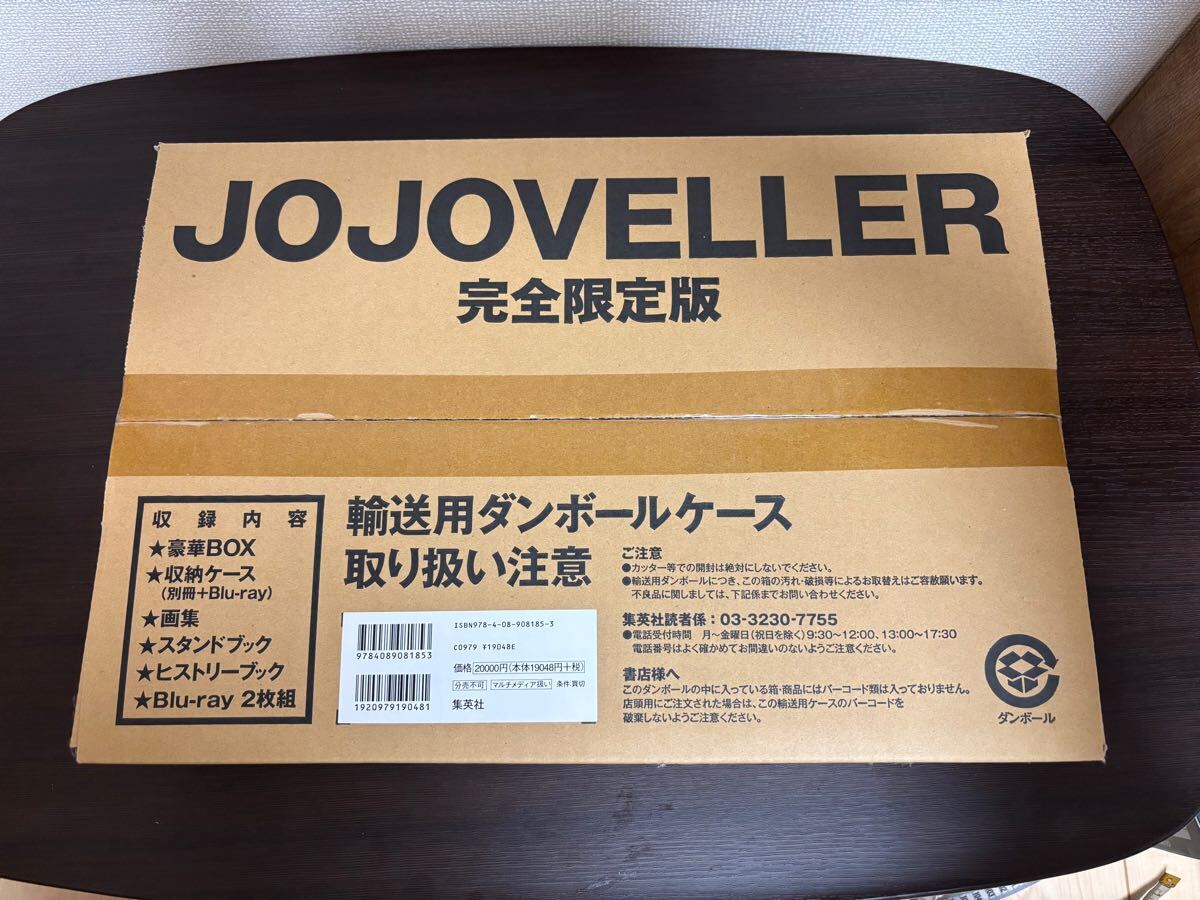 JOJOVELLER
完全限定版
収録内容
★豪華BOX
★収納ケース
(別冊+Blu-ray)
★画集
★スタンドブック
★ヒストリーブック
★Blu-ray 2枚組
輸送用ダンボールケース
取り扱い注意
ISBN978-4-08-908185-3
9784089081853
C0979 ¥19048E
価格 20000円(本体19048円+税)
分売不可 マルチメディア扱い 条件:買切
1920979190481
集英社
ご注意
●カッター等での開封は絶対にしないでください。
●輸送用ダンボールにつき、この箱の汚れ・破損等によるお取替えはご容赦願います。
不良品に関しましては、下記係までお問い合わせください。
集英社読者係:03-3230-7755
●電話受付時間 月〜金曜日(祝日を除く)9:30〜12:00、13:00〜17:30
電話番号はよく確かめてお間違いのないようご注意ください。
書店様へ
このダンボールの中に入っている箱・商品にはバーコード類は入っておりません。
店頭用にご注文された場合は、この輸送用ケースのバーコードを
破棄しないようご注意ください。
ダンボール